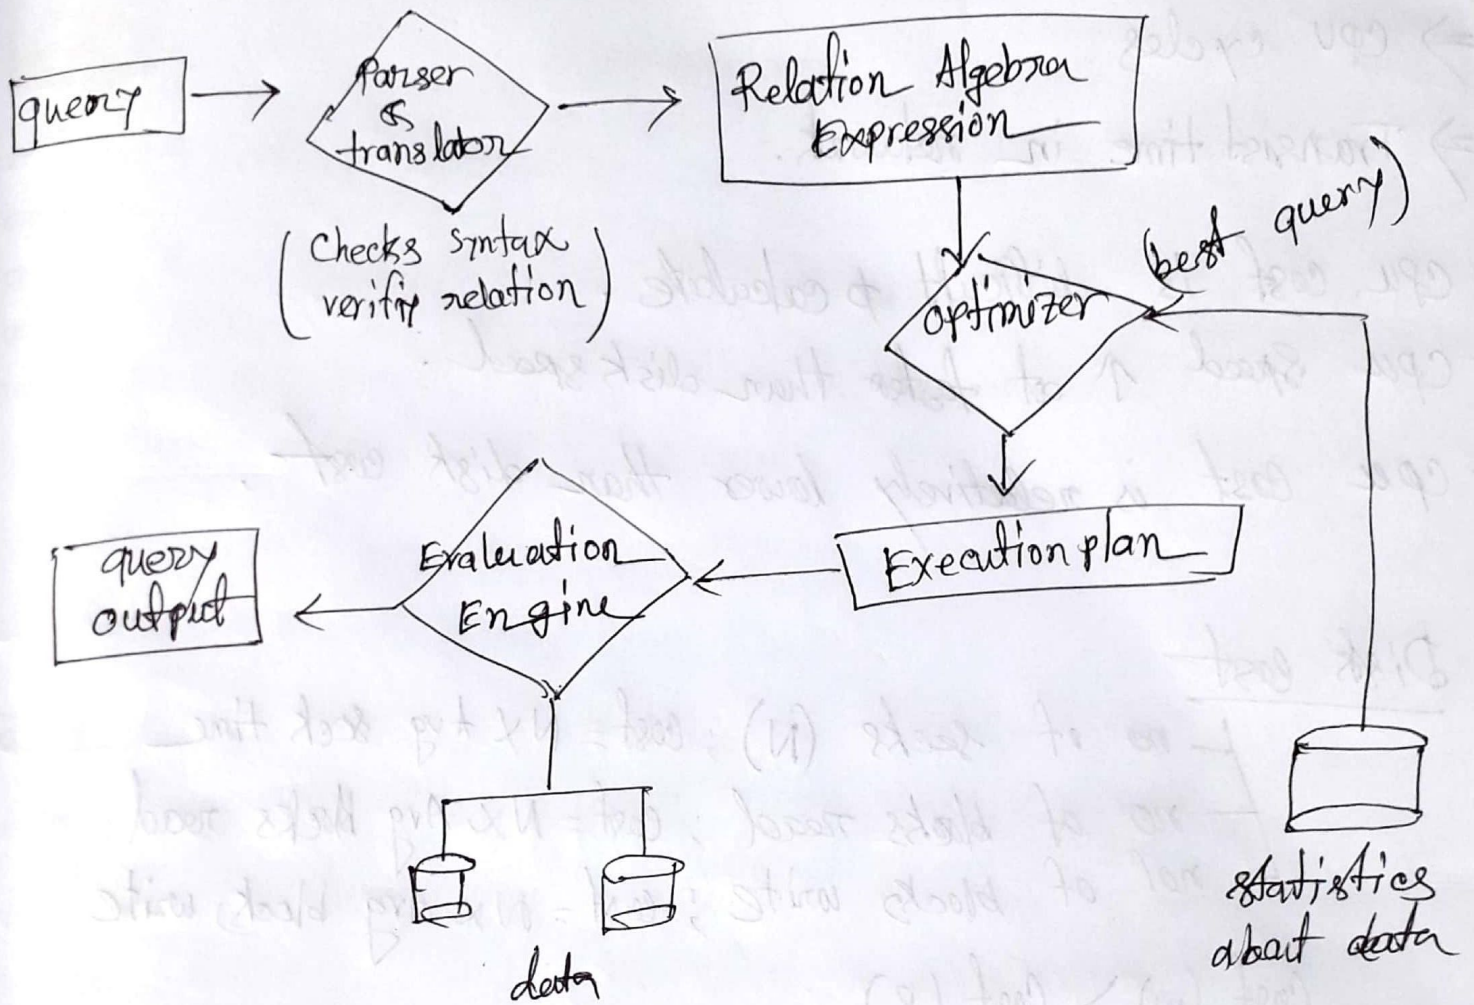 query
Parser
&
translator
Relation Algebra
Expression
(checks syntax
verifiy relation)
optimizer
(best query)
Execution plan
Evaluation
Engine
query
output
data
statistics
about data